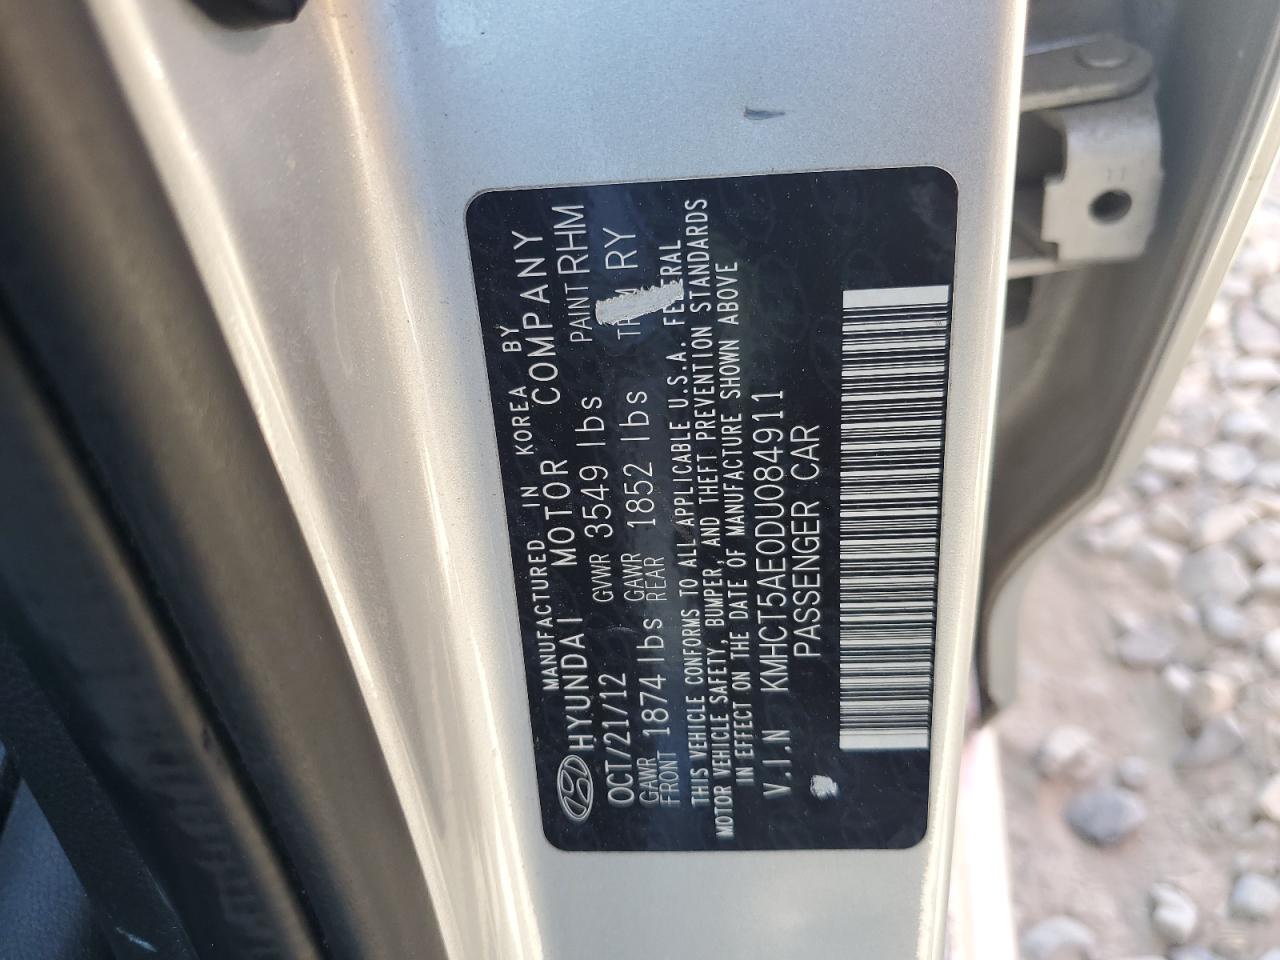 MANUFACTURED IN KOREA BY
HYUNDAI MOTOR COMPANY
OCT/21/12 GVWR 3549 lbs PAINT RHM
GAWR FRONT 1874 lbs GAWR REAR 1852 lbs TRIM RY
THIS VEHICLE CONFORMS TO ALL APPLICABLE U.S.A. FEDERAL
MOTOR VEHICLE SAFETY, BUMPER, AND THEFT PREVENTION STANDARDS
IN EFFECT ON THE DATE OF MANUFACTURE SHOWN ABOVE
V.I.N KMHCT5AE0DU084911
PASSENGER CAR